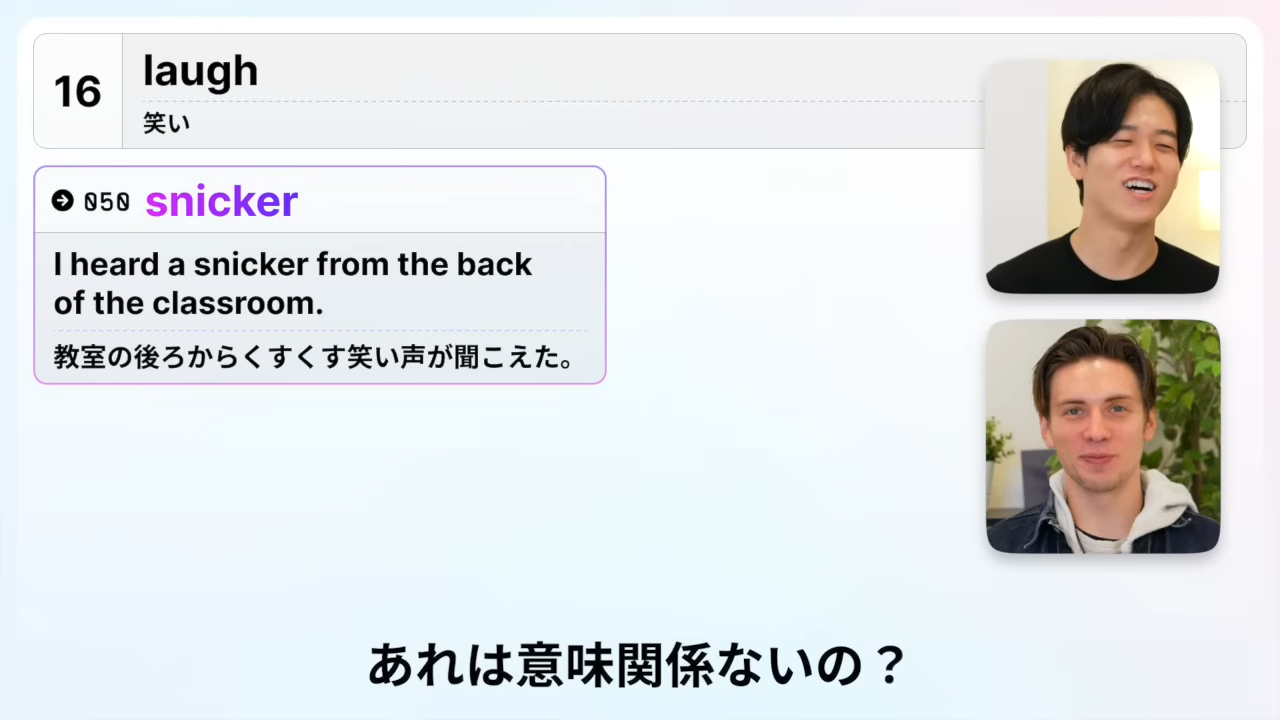 16
laugh
笑い
050 snicker
I heard a snicker from the back
of the classroom.
教室の後ろからくすくす笑い声が聞こえた。
あれは意味関係ないの？